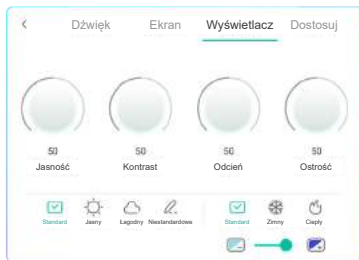 Dźwięk Ekran Wyświetlacz Dostosuj
50 50 50 50
Jasność Kontrast Odcień Ostrość
Standard Jasny Łagodny Niestandardowe Standard Zimny Ciepły